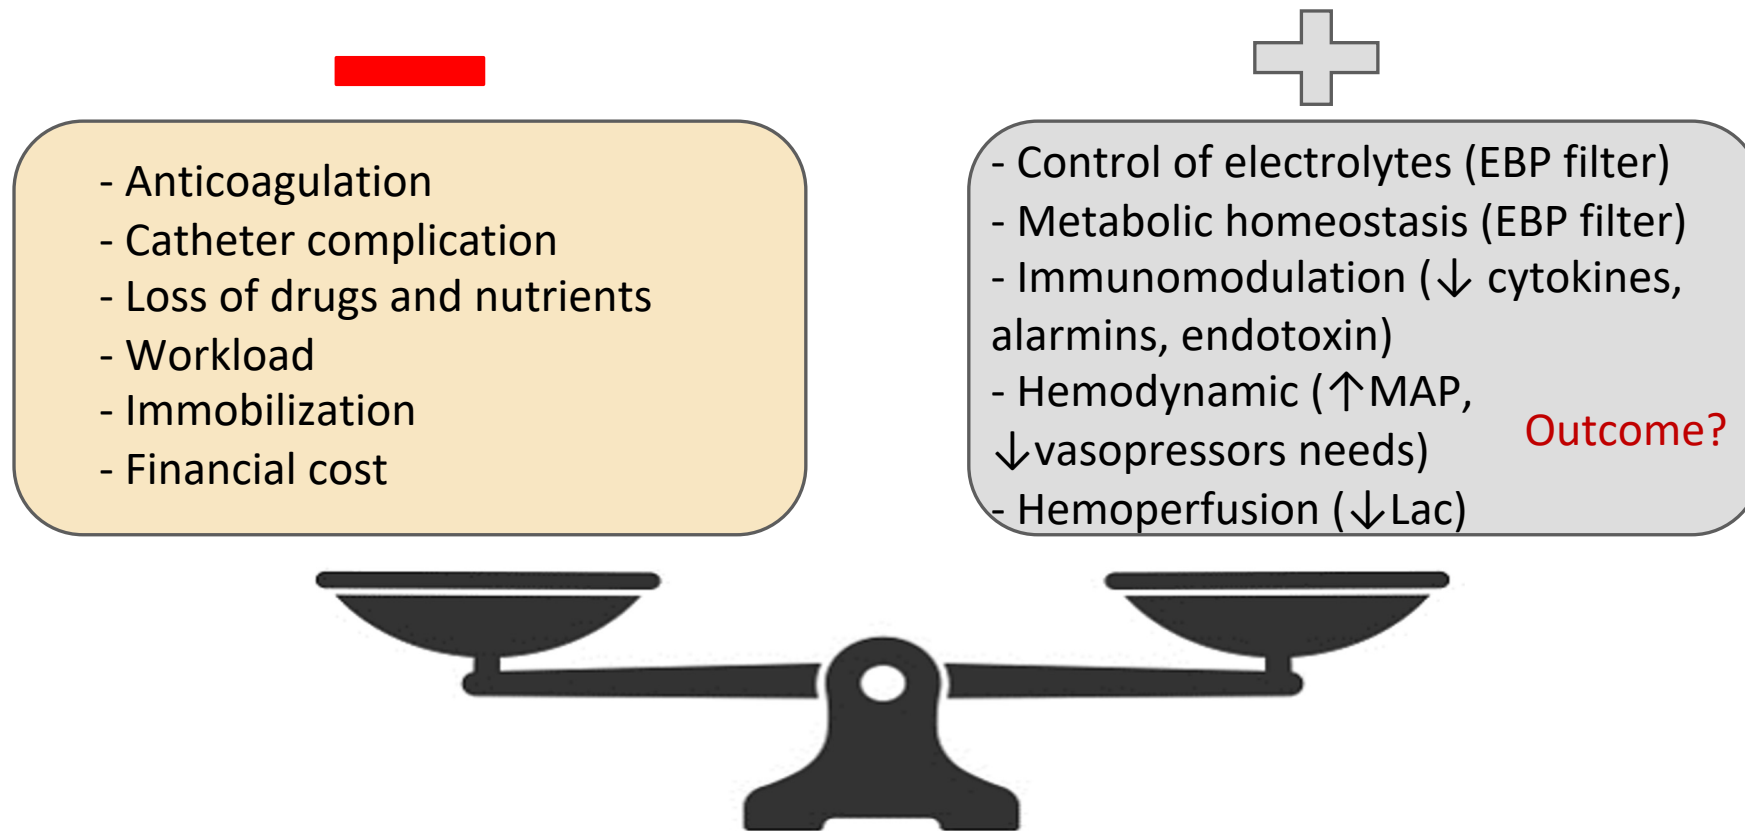 - Anticoagulation
- Catheter complication
- Loss of drugs and nutrients
- Workload
- Immobilization
- Financial cost
- Control of electrolytes (EBP filter)
- Metabolic homeostasis (EBP filter)
- Immunomodulation (↓ cytokines,
alarmins, endotoxin)
- Hemodynamic (↑MAP,
↓vasopressors needs)
Outcome?
- Hemoperfusion (↓Lac)